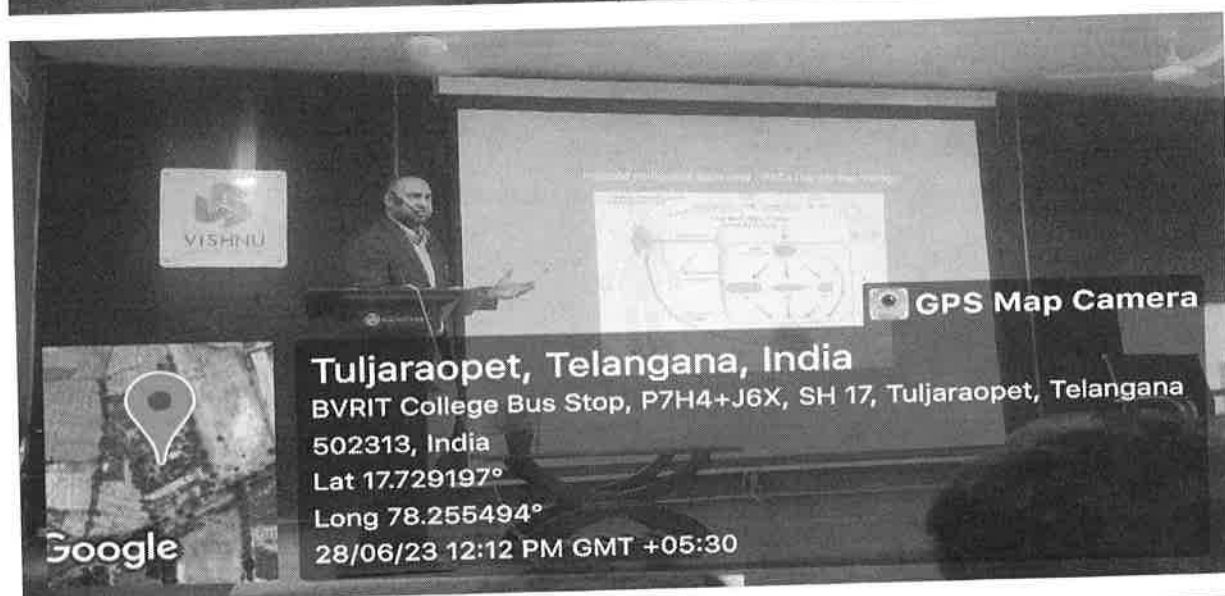 VISHNU
GPS Map Camera
Tuljaraopet, Telangana, India
BVRIT College Bus Stop, P7H4+J6X, SH 17, Tuljaraopet, Telangana
502313, India
Lat 17.729197°
Long 78.255494°
28/06/23 12:12 PM GMT +05:30
Google